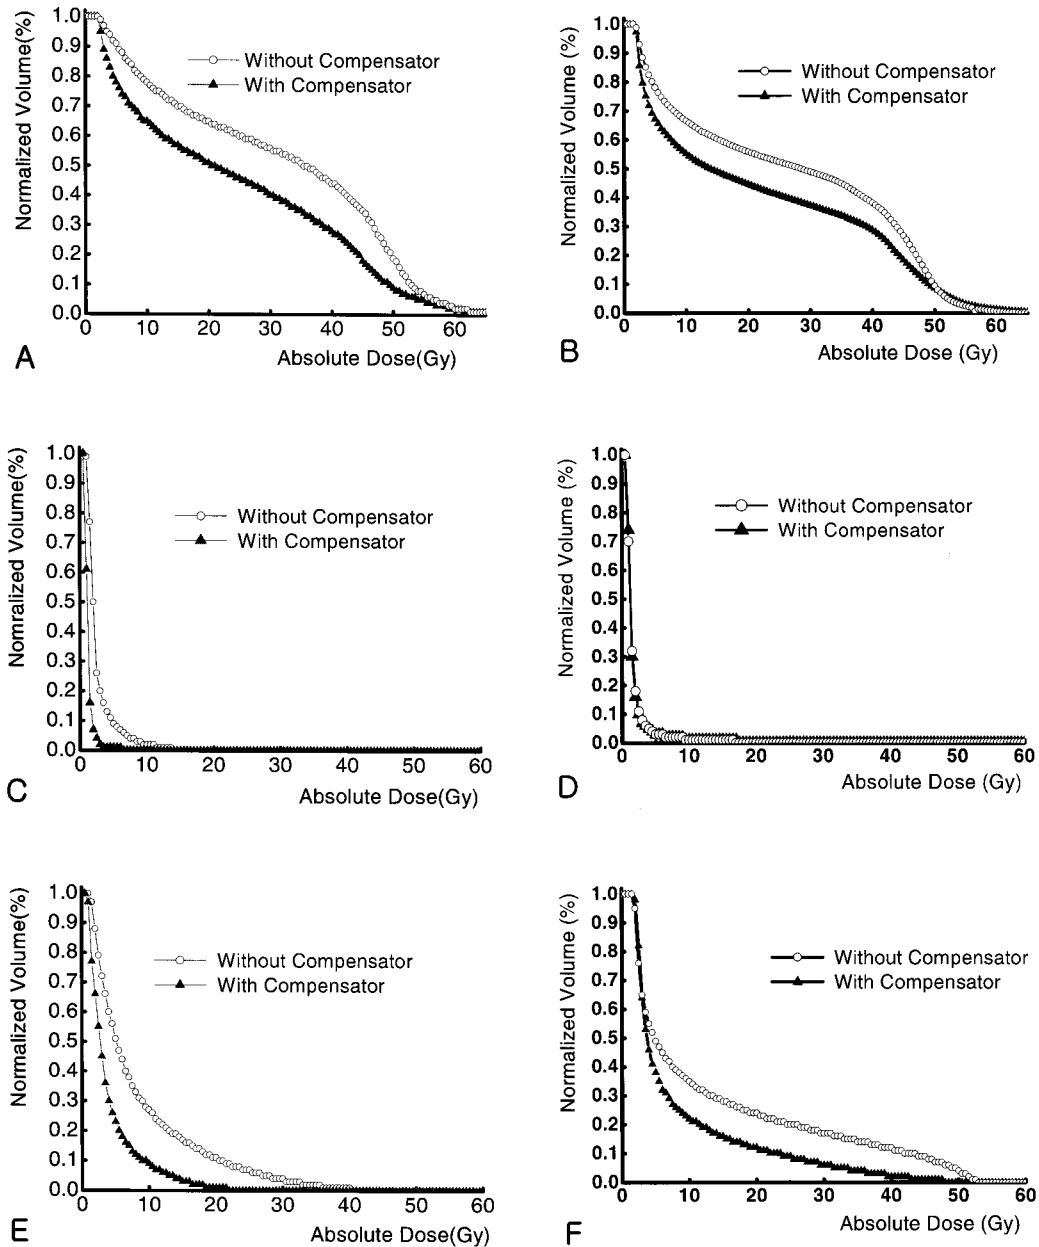 Normalized Volume(%)
1.0
0.9
0.8
0.7
0.6
0.5
0.4
0.3
0.2
0.1
0.0
Without Compensator
With Compensator
0 10 20 30 40 50 60
Absolute Dose(Gy)
A
Normalized Volume (%)
1.0
0.9
0.8
0.7
0.6
0.5
0.4
0.3
0.2
0.1
0.0
Without Compensator
With Compensator
0 10 20 30 40 50 60
Absolute Dose (Gy)
B
Nomralized Volume(%)
1.0
0.9
0.8
0.7
0.6
0.5
0.4
0.3
0.2
0.1
0.0
Without Compensator
With Compensator
0 10 20 30 40 50 60
Absolute Dose(Gy)
C
Normalized Volume (%)
1.0
0.9
0.8
0.7
0.6
0.5
0.4
0.3
0.2
0.1
0.0
Without Compensator
With Compensator
0 10 20 30 40 50 60
Absolute Dose (Gy)
D
Normalized Volume(%)
1.0
0.9
0.8
0.7
0.6
0.5
0.4
0.3
0.2
0.1
0.0
Without Compensator
With Compensator
0 10 20 30 40 50 60
Absolute Dose(Gy)
E
Normalized Volume (%)
1.0
0.9
0.8
0.7
0.6
0.5
0.4
0.3
0.2
0.1
0.0
Without Compensator
With Compensator
0 10 20 30 40 50 60
Absolute Dose (Gy)
F